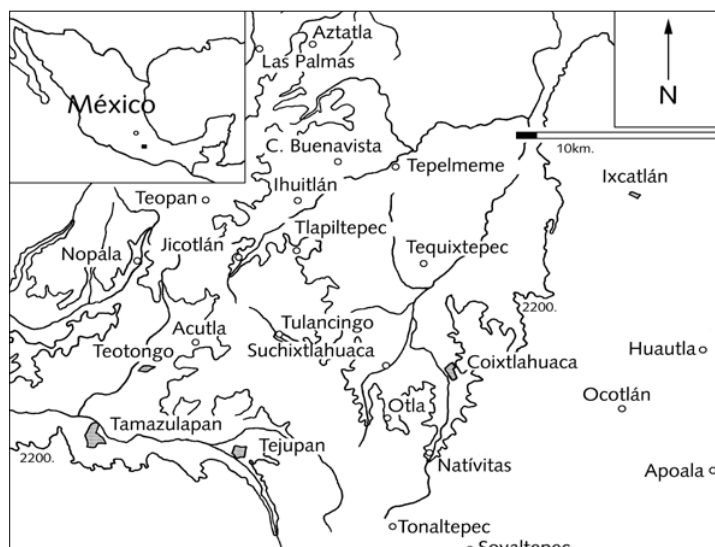 Aztatla
Las Palmas
México
N
10km.
C. Buenavista
Tepelmeme
Ixcatlán
Teopan
Ihuitlán
Tlapiltepec
Nopála
Jicotlán
Tequixtepec
2200.
Acutla
Tulancingo
Teotongo
Suchixtlahuaca
Coixtlahuaca
Huautla
Ocotlán
Otla
Tamazulapan
Tejupan
2200.
Natívitas
Apoala
Tonaltepec